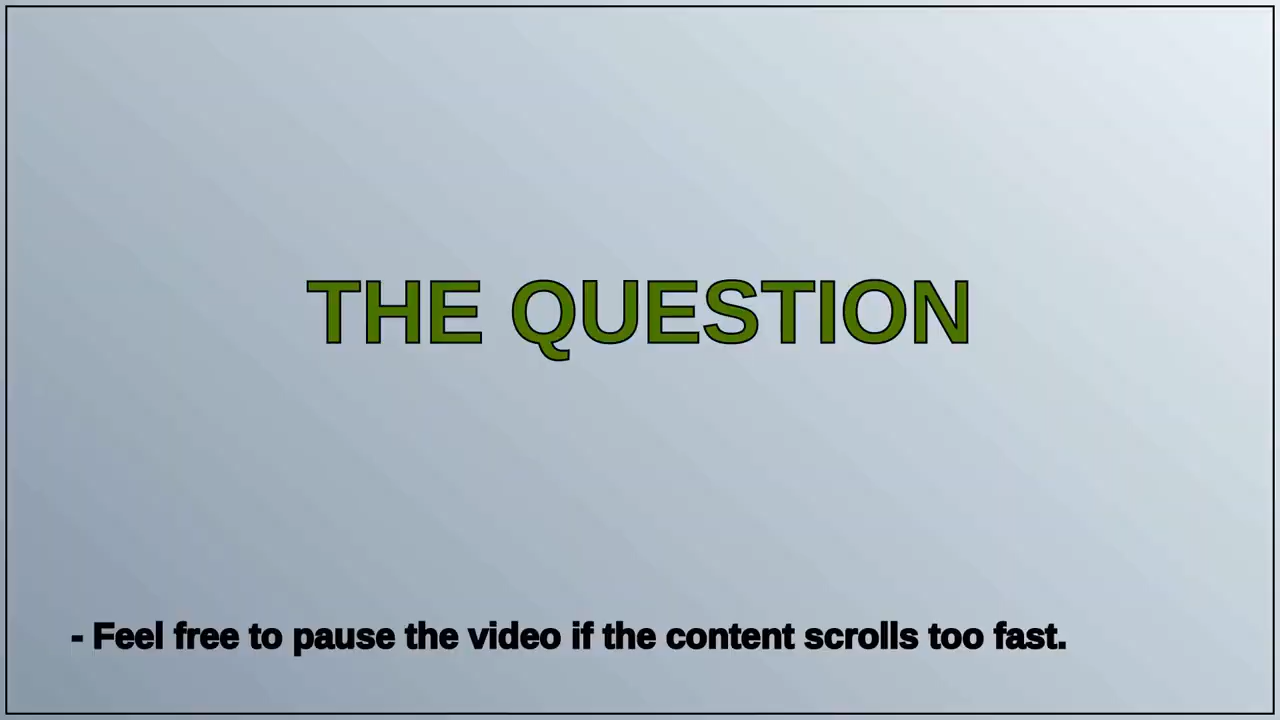 THE QUESTION
- Feel free to pause the video if the content scrolls too fast.